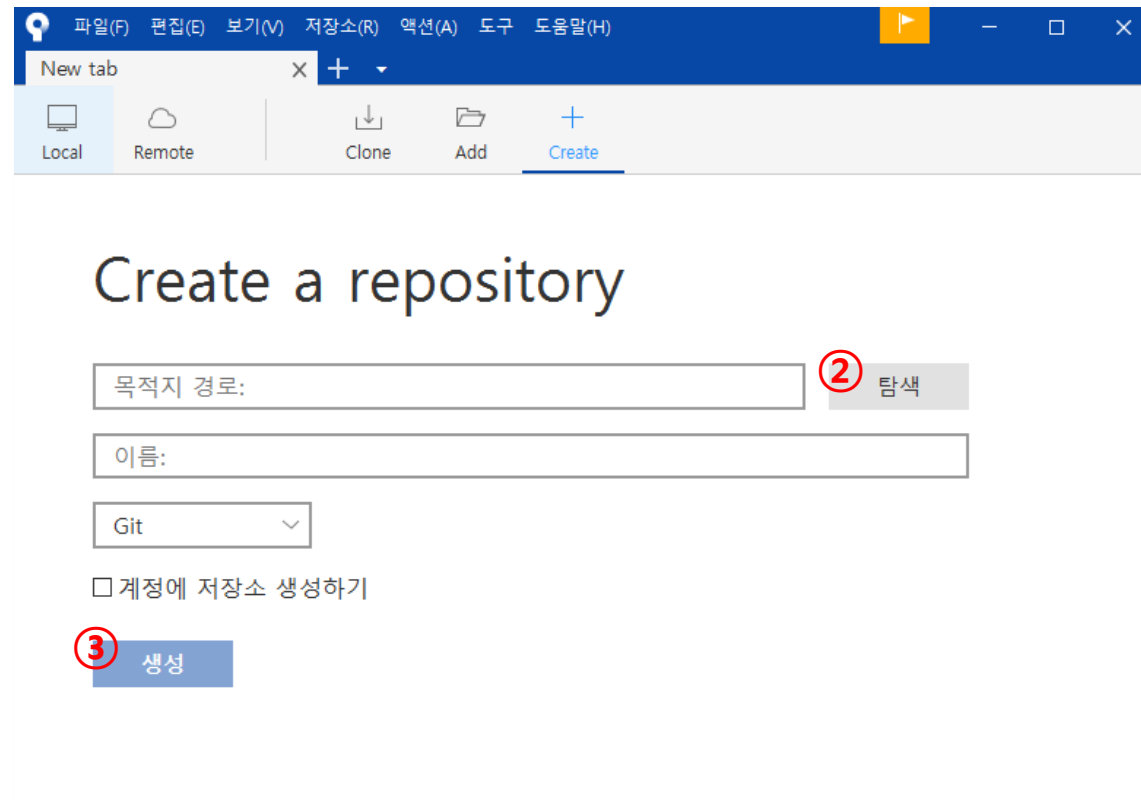 파일(F) 편집(E) 보기(V) 저장소(R) 액션(A) 도구 도움말(H)
New tab
Local Remote Clone Add Create
Create a repository
목적지 경로: ② 탐색
이름:
Git
계정에 저장소 생성하기
③ 생성